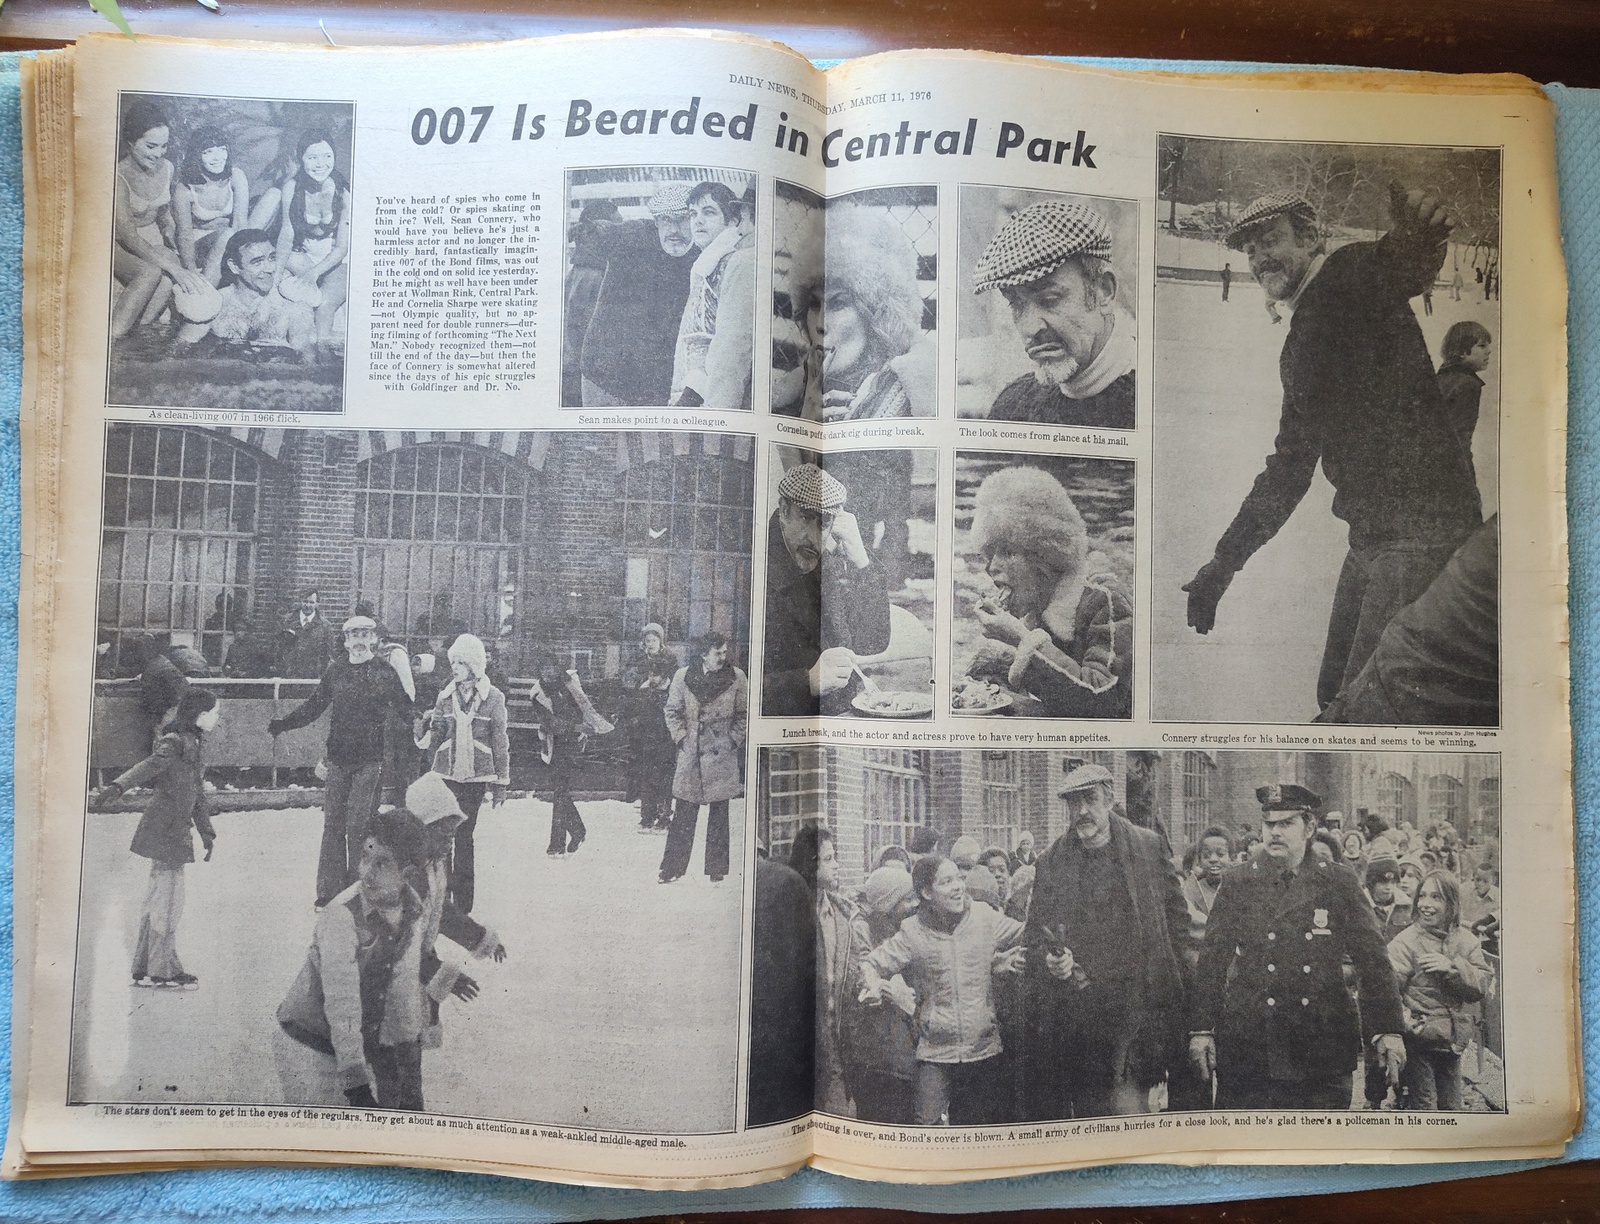 DAILY NEWS, THURSDAY, MARCH 11, 1976
007 Is Bearded in Central Park
You've heard of spies who come in
from the cold? Or spies skating on
thin ice? Well, Sean Connery, who
would have you believe he's just a
harmless actor and no longer the in-
credibly hard, fantastically imagin-
ative 007 of the Bond films, was out
in the cold ond on solid ice yesterday.
But he might as well have been under
cover at Wollman Rink, Central Park.
He and Cornelia Sharpe were skating
—not Olympic quality, but no ap-
parent need for double runners—dur-
ing filming of forthcoming "The Next
Man." Nobody recognized them—not
till the end of the day—but then the
face of Connery is somewhat altered
since the days of his epic struggles
with Goldfinger and Dr. No.
As clean-living 007 in 1966 flick.
Sean makes point to a colleague.
Cornelia puffs dark cig during break.
The look comes from glance at his mail.
Lunch break, and the actor and actress prove to have very human appetites.
News photos by Jim Hughes
Connery struggles for his balance on skates and seems to be winning.
The stars don't seem to get in the eyes of the regulars. They get about as much attention as a weak-ankled middle-aged male.
The shooting is over, and Bond's cover is blown. A small army of civilians hurries for a close look, and he's glad there's a policeman in his corner.